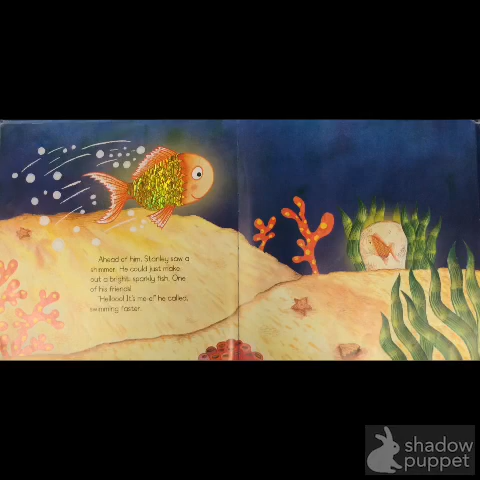 Ahead of him, Stanley saw a
shimmer. He could just make
out a bright, sparkly fish. One
of his friends!
"Hellooo! It's me-e!" he called,
swimming faster.
shadow
puppet